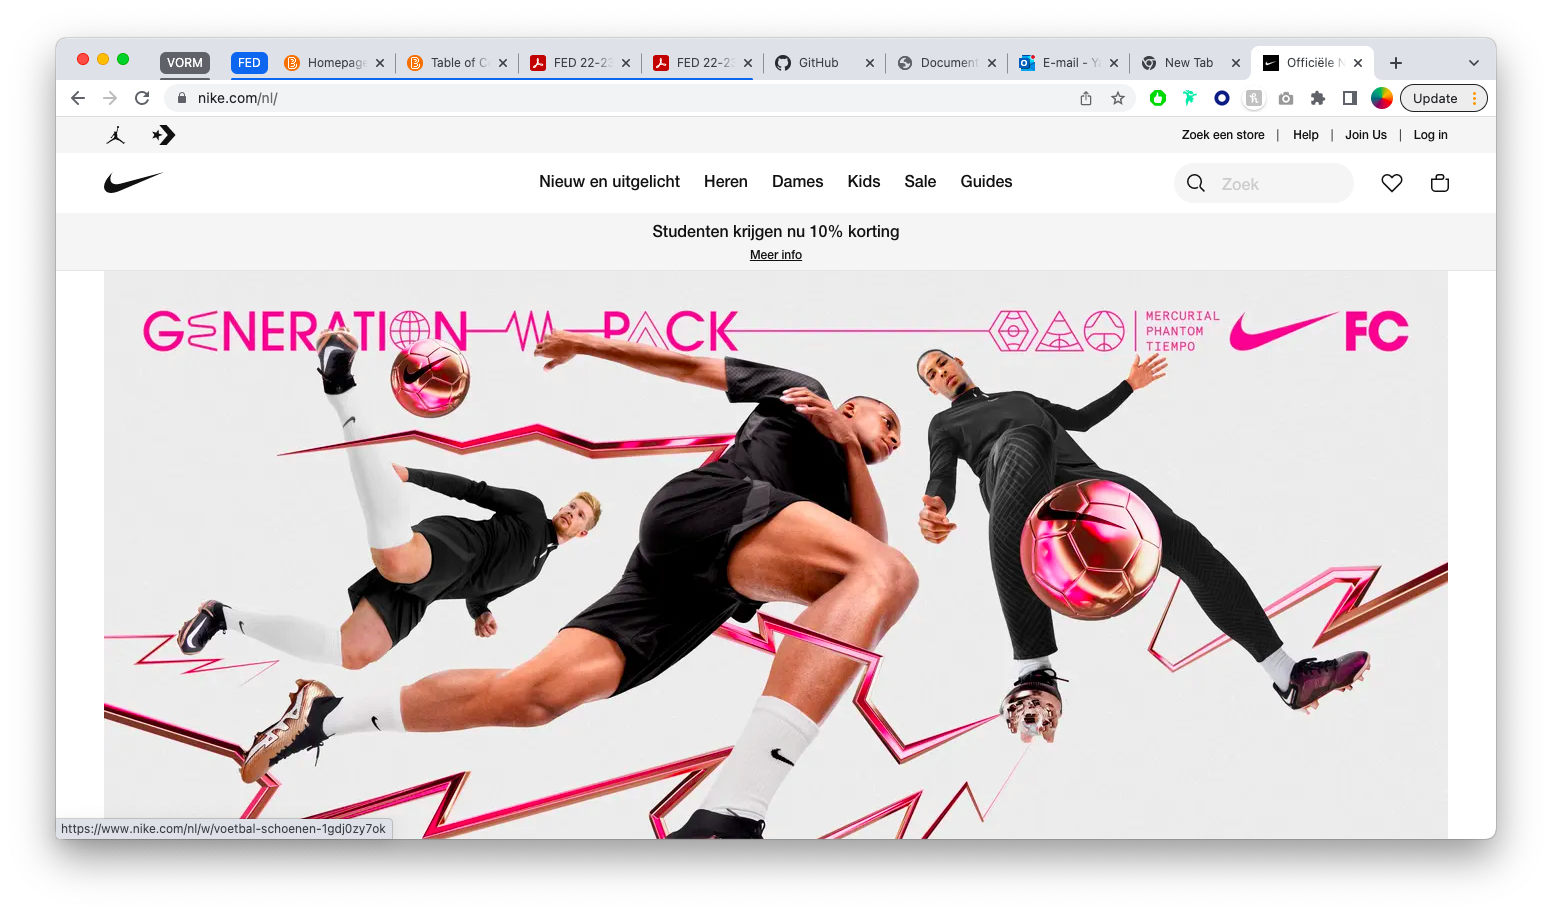 VORM
FED
Homepage
Table of C
FED 22-23
FED 22-23
GitHub
Document
E-mail - Ya
New Tab
Officiële N
nike.com/nl/
Update
Zoek een store | Help | Join Us | Log in
Nieuw en uitgelicht Heren Dames Kids Sale Guides
Zoek
Studenten krijgen nu 10% korting
Meer info
GENERATION PACK
MERCURIAL
PHANTOM
TIEMPO
FC
https://www.nike.com/nl/w/voetbal-schoenen-1gdj0zy7ok